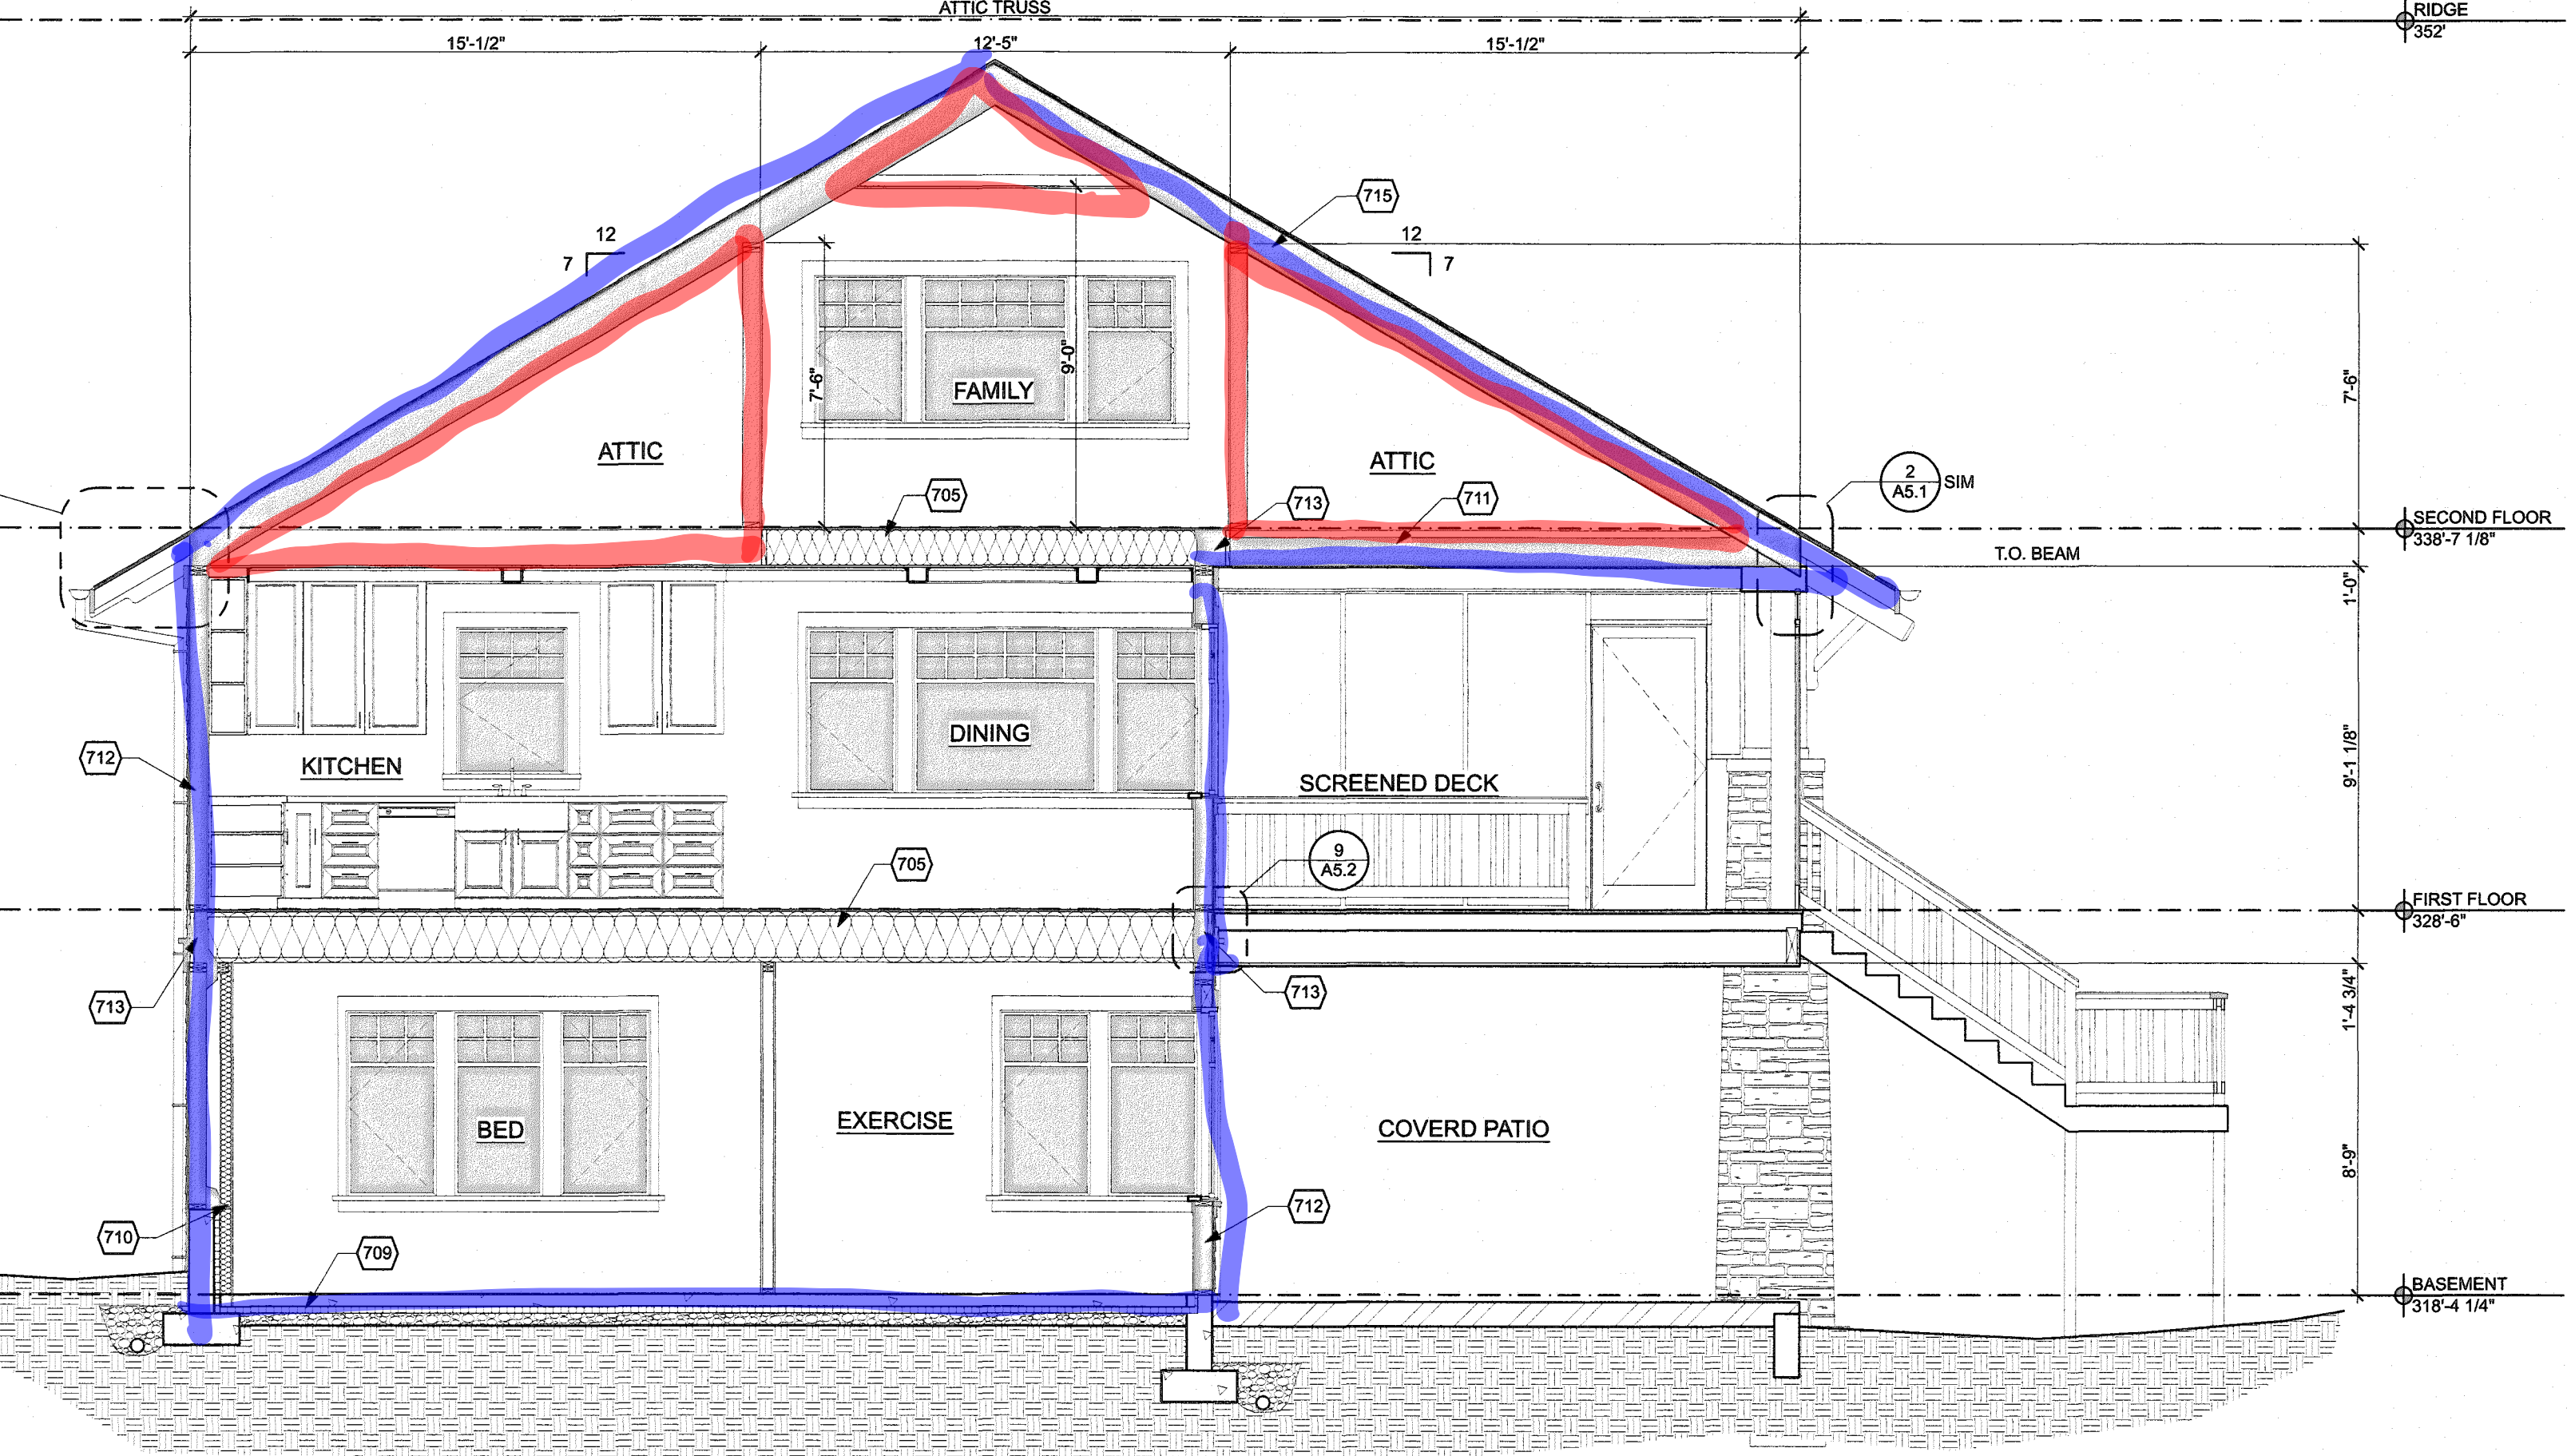 ATTIC TRUSS
RIDGE
352'
15'-1/2"
12'-5"
15'-1/2"
715
12
7
12
7
7'-6"
9'-0"
7'-6"
FAMILY
ATTIC
ATTIC
705
713
711
2
A5.1
SIM
SECOND FLOOR
338'-7 1/8"
T.O. BEAM
1'-0"
712
KITCHEN
DINING
SCREENED DECK
9'-1 1/8"
705
9
A5.2
FIRST FLOOR
328'-6"
713
713
1'-4 3/4"
BED
EXERCISE
COVERD PATIO
8'-9"
710
709
712
BASEMENT
318'-4 1/4"